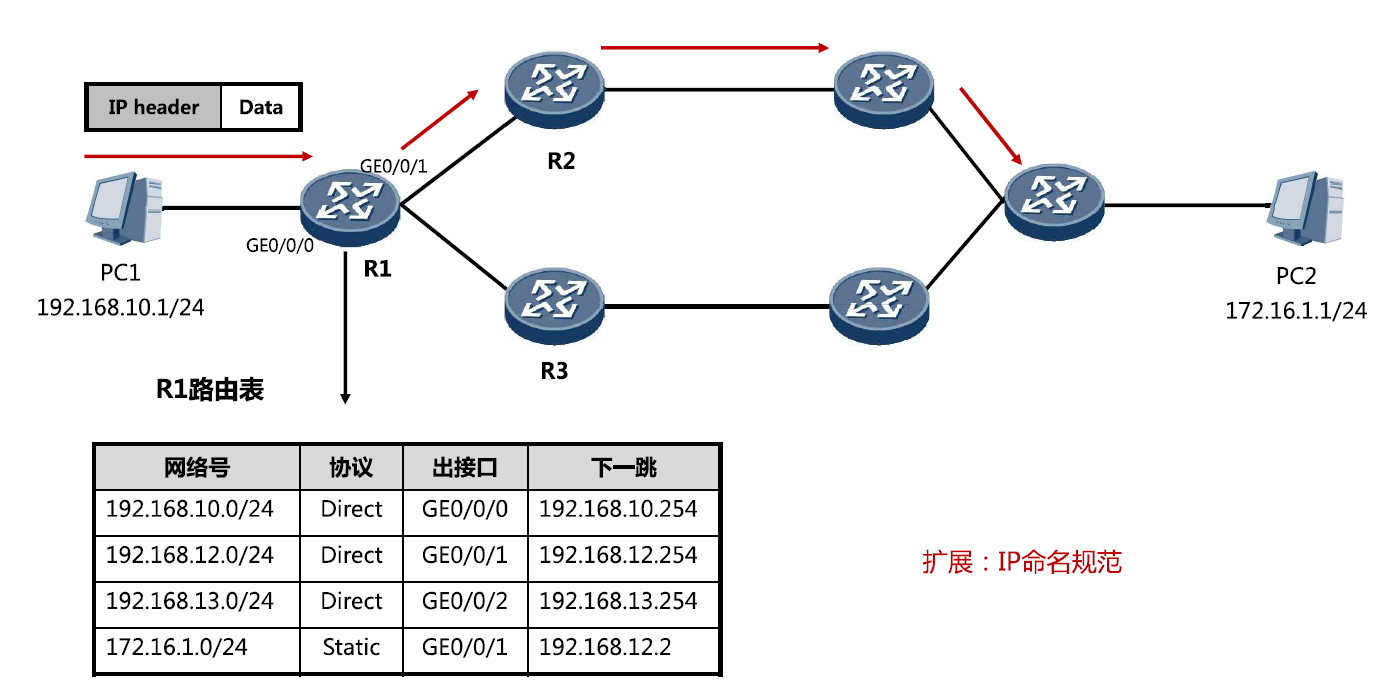 IP header Data
GE0/0/1
R2
GE0/0/0
R1
PC1
192.168.10.1/24
PC2
172.16.1.1/24
R3
R1路由表
网络号 协议 出接口 下一跳
192.168.10.0/24 Direct GE0/0/0 192.168.10.254
192.168.12.0/24 Direct GE0/0/1 192.168.12.254
192.168.13.0/24 Direct GE0/0/2 192.168.13.254
172.16.1.0/24 Static GE0/0/1 192.168.12.2
扩展：IP命名规范